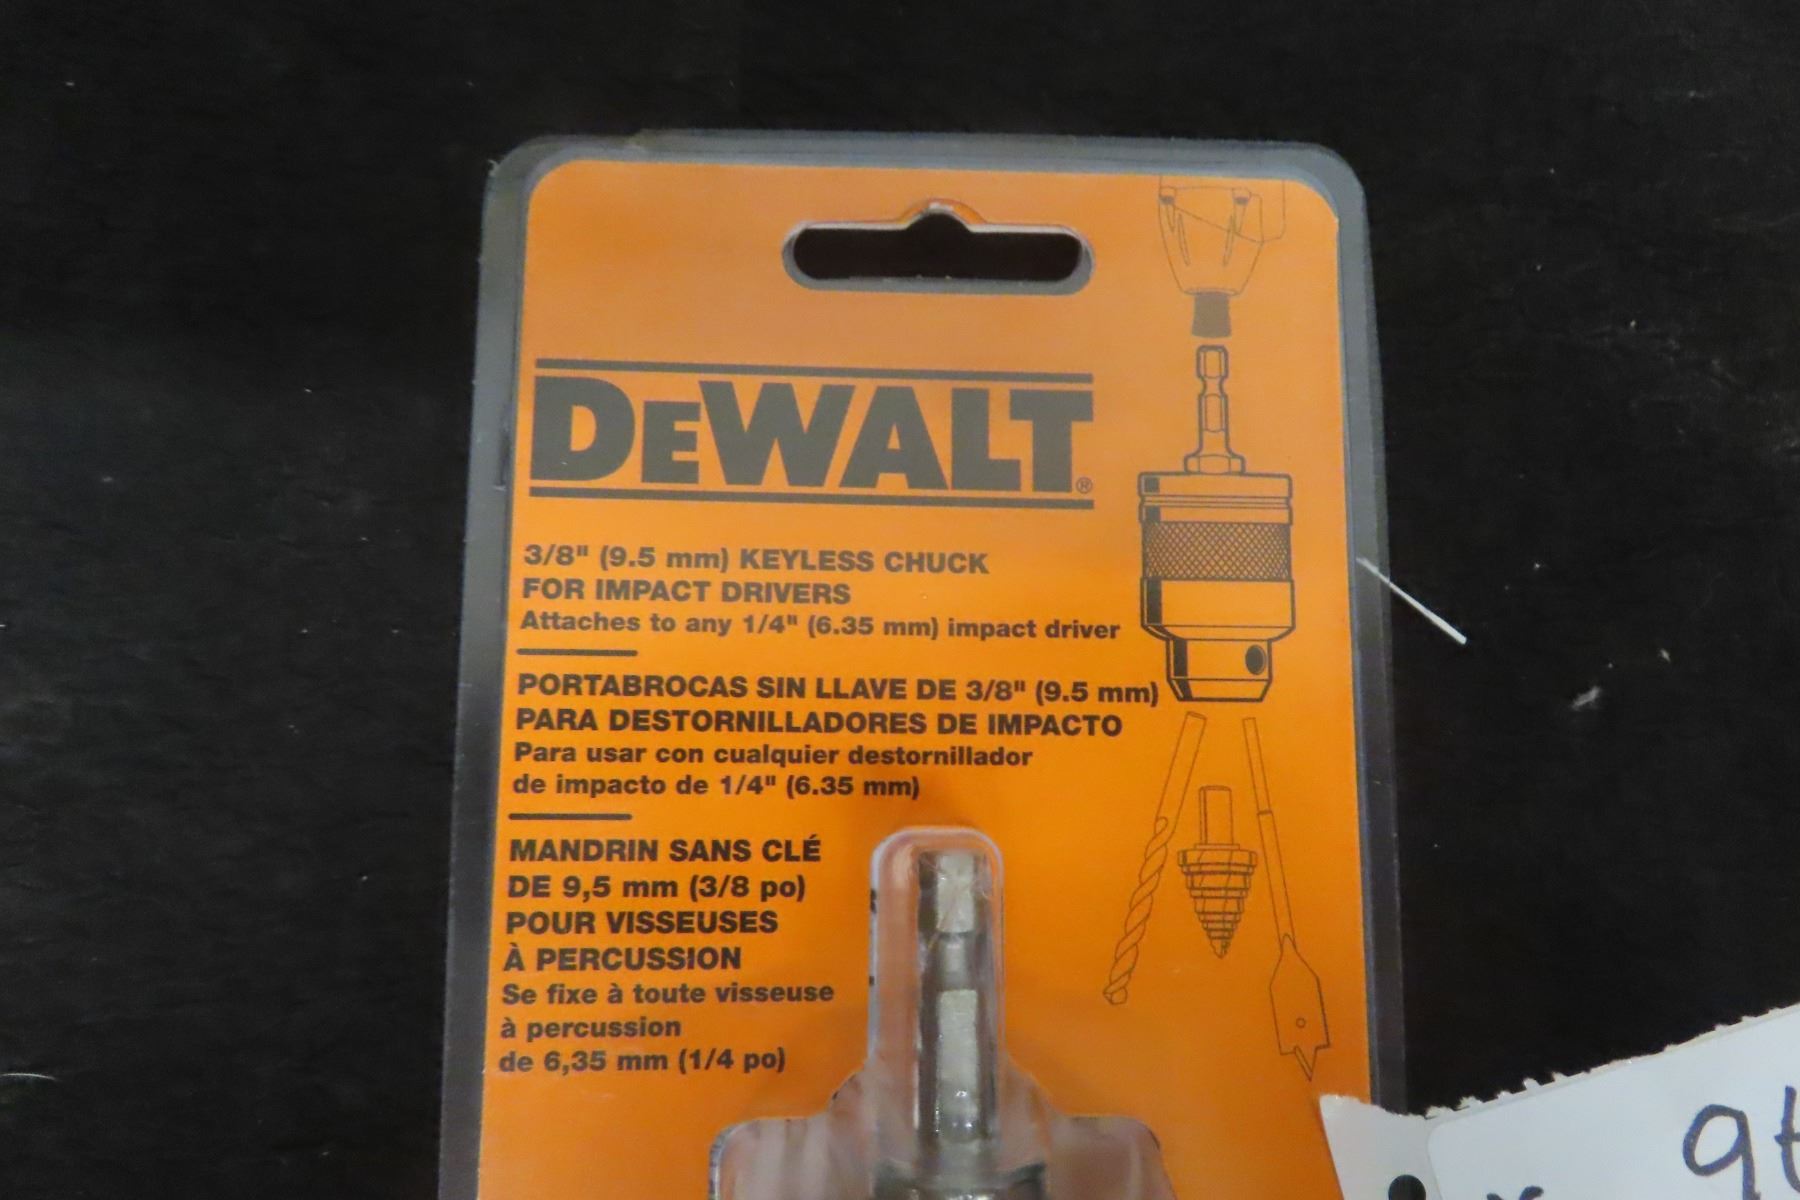 DeWALT®
3/8" (9.5 mm) KEYLESS CHUCK
FOR IMPACT DRIVERS
Attaches to any 1/4" (6.35 mm) impact driver
PORTABROCAS SIN LLAVE DE 3/8" (9.5 mm)
PARA DESTORNILLADORES DE IMPACTO
Para usar con cualquier destornillador
de impacto de 1/4" (6.35 mm)
MANDRIN SANS CLÉ
DE 9,5 mm (3/8 po)
POUR VISSEUSES
À PERCUSSION
Se fixe à toute visseuse
à percussion
de 6,35 mm (1/4 po)